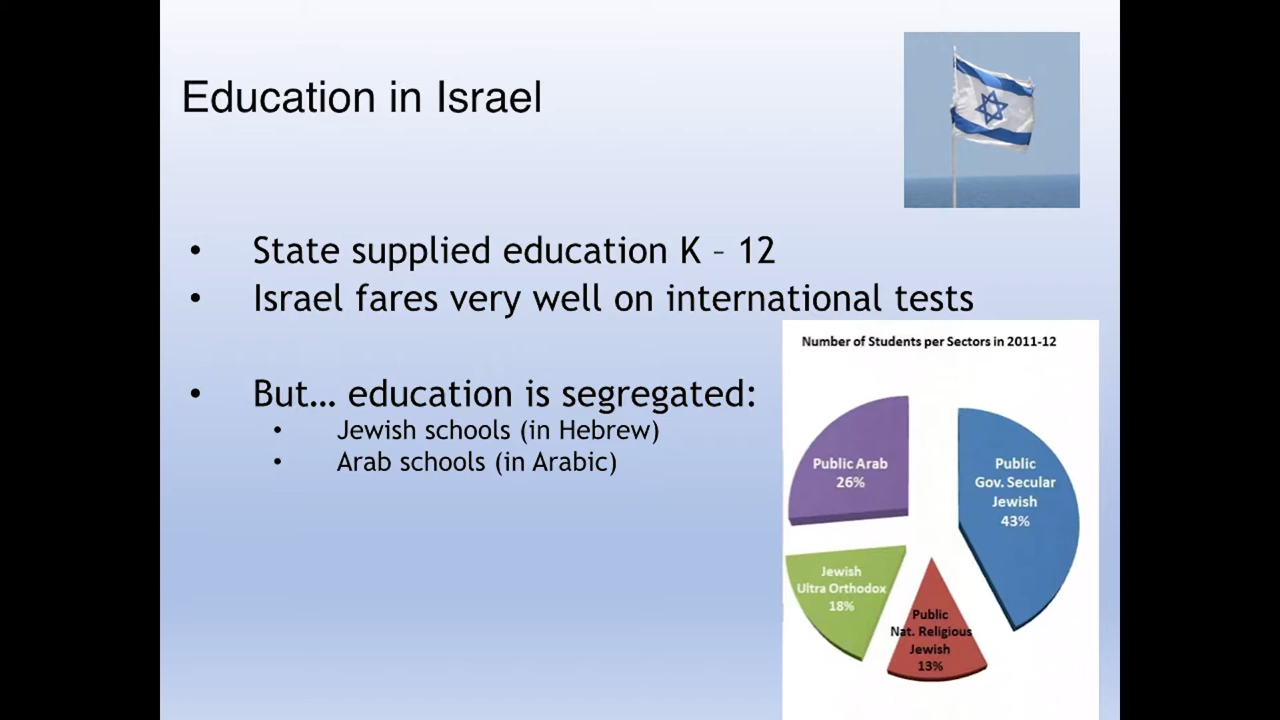 Education in Israel
• State supplied education K – 12
• Israel fares very well on international tests
• But… education is segregated:
• Jewish schools (in Hebrew)
• Arab schools (in Arabic)
Number of Students per Sectors in 2011-12
Public Arab
26%
Public
Gov. Secular
Jewish
43%
Jewish
Ultra Orthodox
18%
Public
Nat. Religious
Jewish
13%